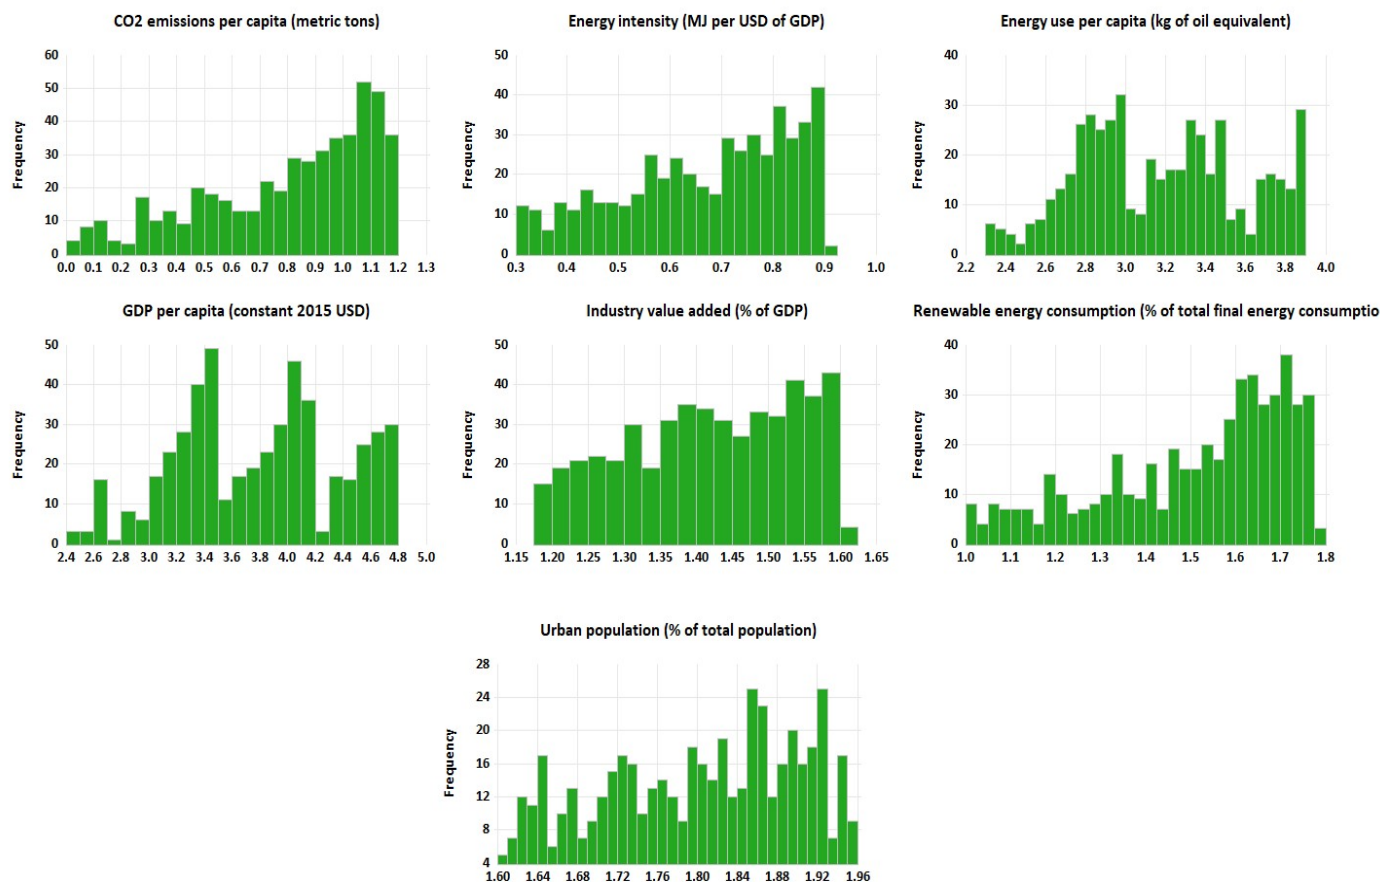 CO2 emissions per capita (metric tons)
Energy intensity (MJ per USD of GDP)
Energy use per capita (kg of oil equivalent)
Frequency
60
50
40
30
20
10
0
0.0 0.1 0.2 0.3 0.4 0.5 0.6 0.7 0.8 0.9 1.0 1.1 1.2 1.3
Frequency
50
40
30
20
10
0
0.3 0.4 0.5 0.6 0.7 0.8 0.9 1.0
Frequency
40
30
20
10
0
2.2 2.4 2.6 2.8 3.0 3.2 3.4 3.6 3.8 4.0
GDP per capita (constant 2015 USD)
Industry value added (% of GDP)
Renewable energy consumption (% of total final energy consumptio
Frequency
50
40
30
20
10
0
2.4 2.6 2.8 3.0 3.2 3.4 3.6 3.8 4.0 4.2 4.4 4.6 4.8 5.0
Frequency
50
40
30
20
10
0
1.15 1.20 1.25 1.30 1.35 1.40 1.45 1.50 1.55 1.60 1.65
Frequency
40
30
20
10
0
1.0 1.1 1.2 1.3 1.4 1.5 1.6 1.7 1.8
Urban population (% of total population)
Frequency
28
24
20
16
12
8
4
1.60 1.64 1.68 1.72 1.76 1.80 1.84 1.88 1.92 1.96